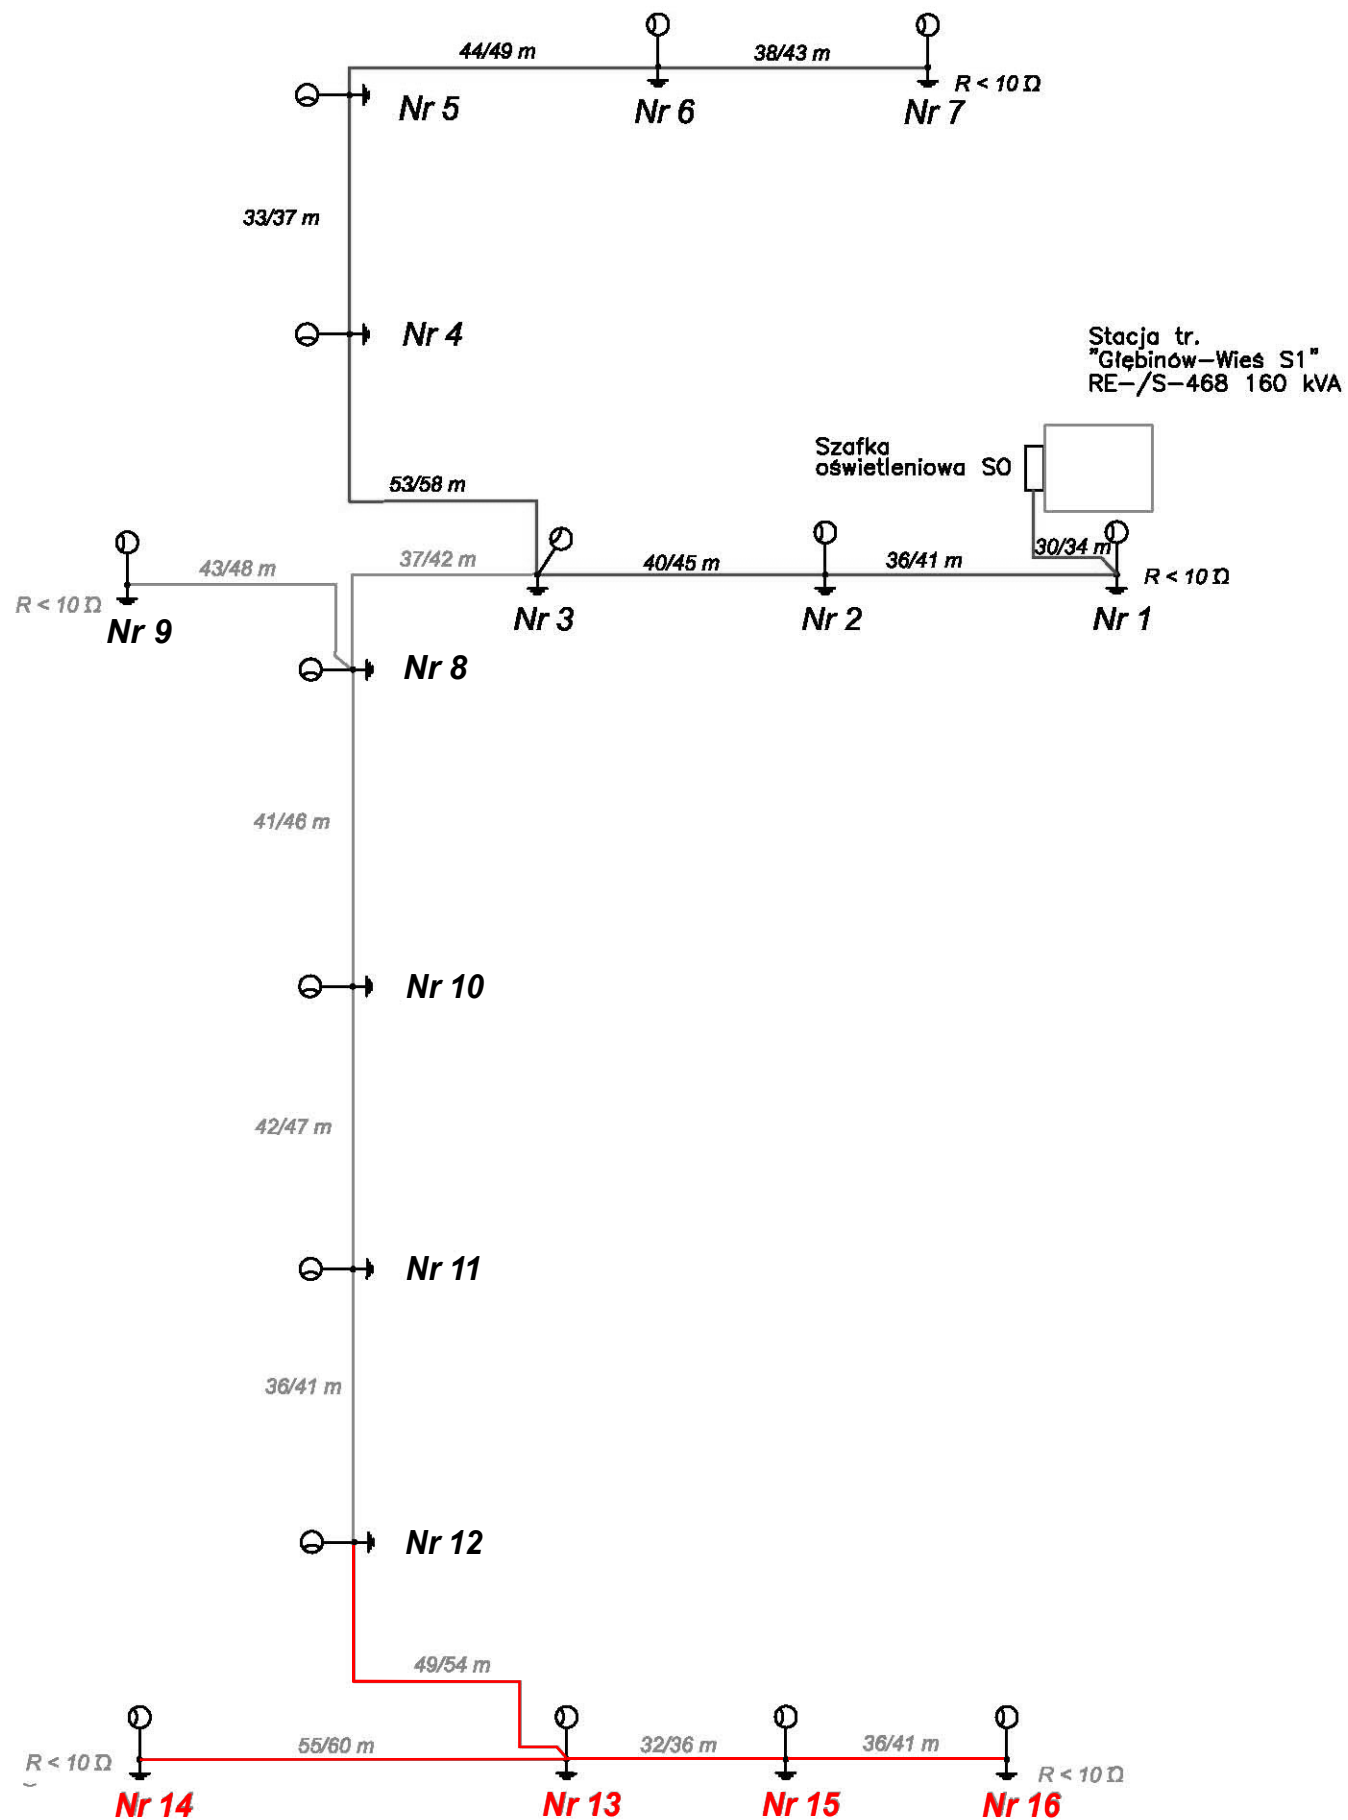 44/49 m
38/43 m
R < 10 Ω
Nr 5
Nr 6
Nr 7
33/37 m
Nr 4
Stacja tr.
"Głębinów–Wieś S1"
RE–/S–468 160 kVA
Szafka
oświetleniowa SO
53/58 m
43/48 m
37/42 m
40/45 m
36/41 m
30/34 m
R < 10 Ω
R < 10 Ω
Nr 9
Nr 3
Nr 2
Nr 1
Nr 8
41/46 m
Nr 10
42/47 m
Nr 11
36/41 m
Nr 12
49/54 m
R < 10 Ω
55/60 m
32/36 m
36/41 m
R < 10 Ω
Nr 14
Nr 13
Nr 15
Nr 16